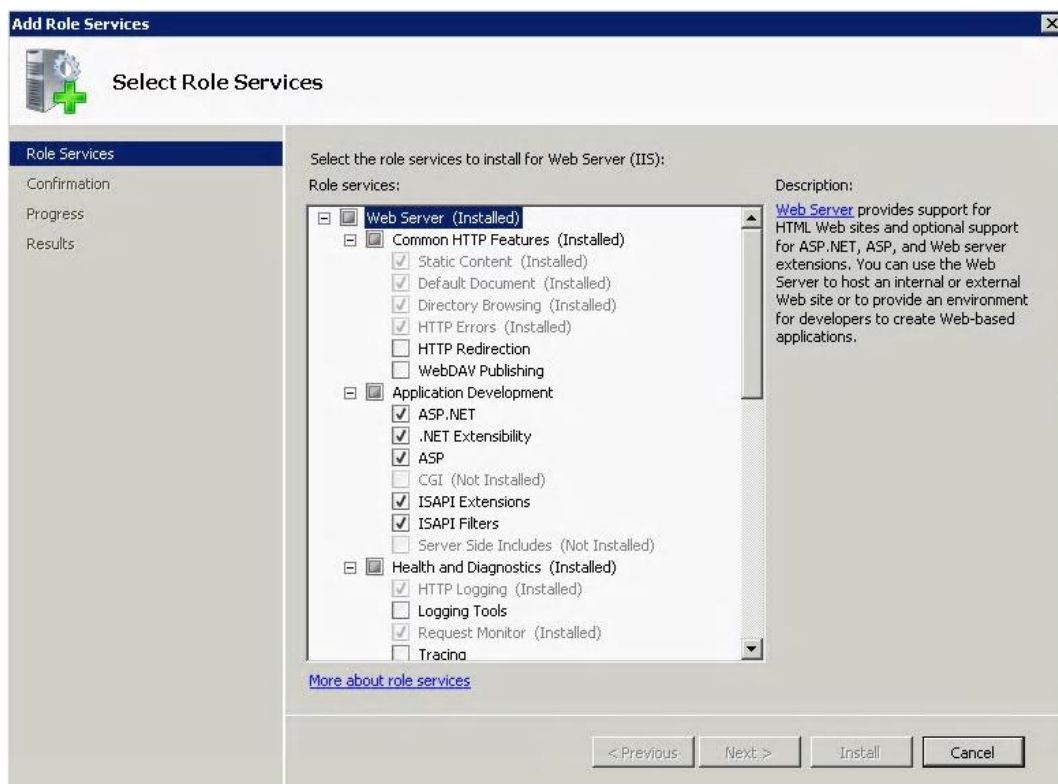 Add Role Services
Select Role Services
Role Services
Confirmation
Progress
Results
Select the role services to install for Web Server (IIS):
Role services:
Web Server (Installed)
Common HTTP Features (Installed)
Static Content (Installed)
Default Document (Installed)
Directory Browsing (Installed)
HTTP Errors (Installed)
HTTP Redirection
WebDAV Publishing
Application Development
ASP.NET
.NET Extensibility
ASP
CGI (Not Installed)
ISAPI Extensions
ISAPI Filters
Server Side Includes (Not Installed)
Health and Diagnostics (Installed)
HTTP Logging (Installed)
Logging Tools
Request Monitor (Installed)
Tracing
More about role services
Description:
Web Server provides support for
HTML Web sites and optional support
for ASP.NET, ASP, and Web server
extensions. You can use the Web
Server to host an internal or external
Web site or to provide an environment
for developers to create Web-based
applications.
< Previous
Next >
Install
Cancel